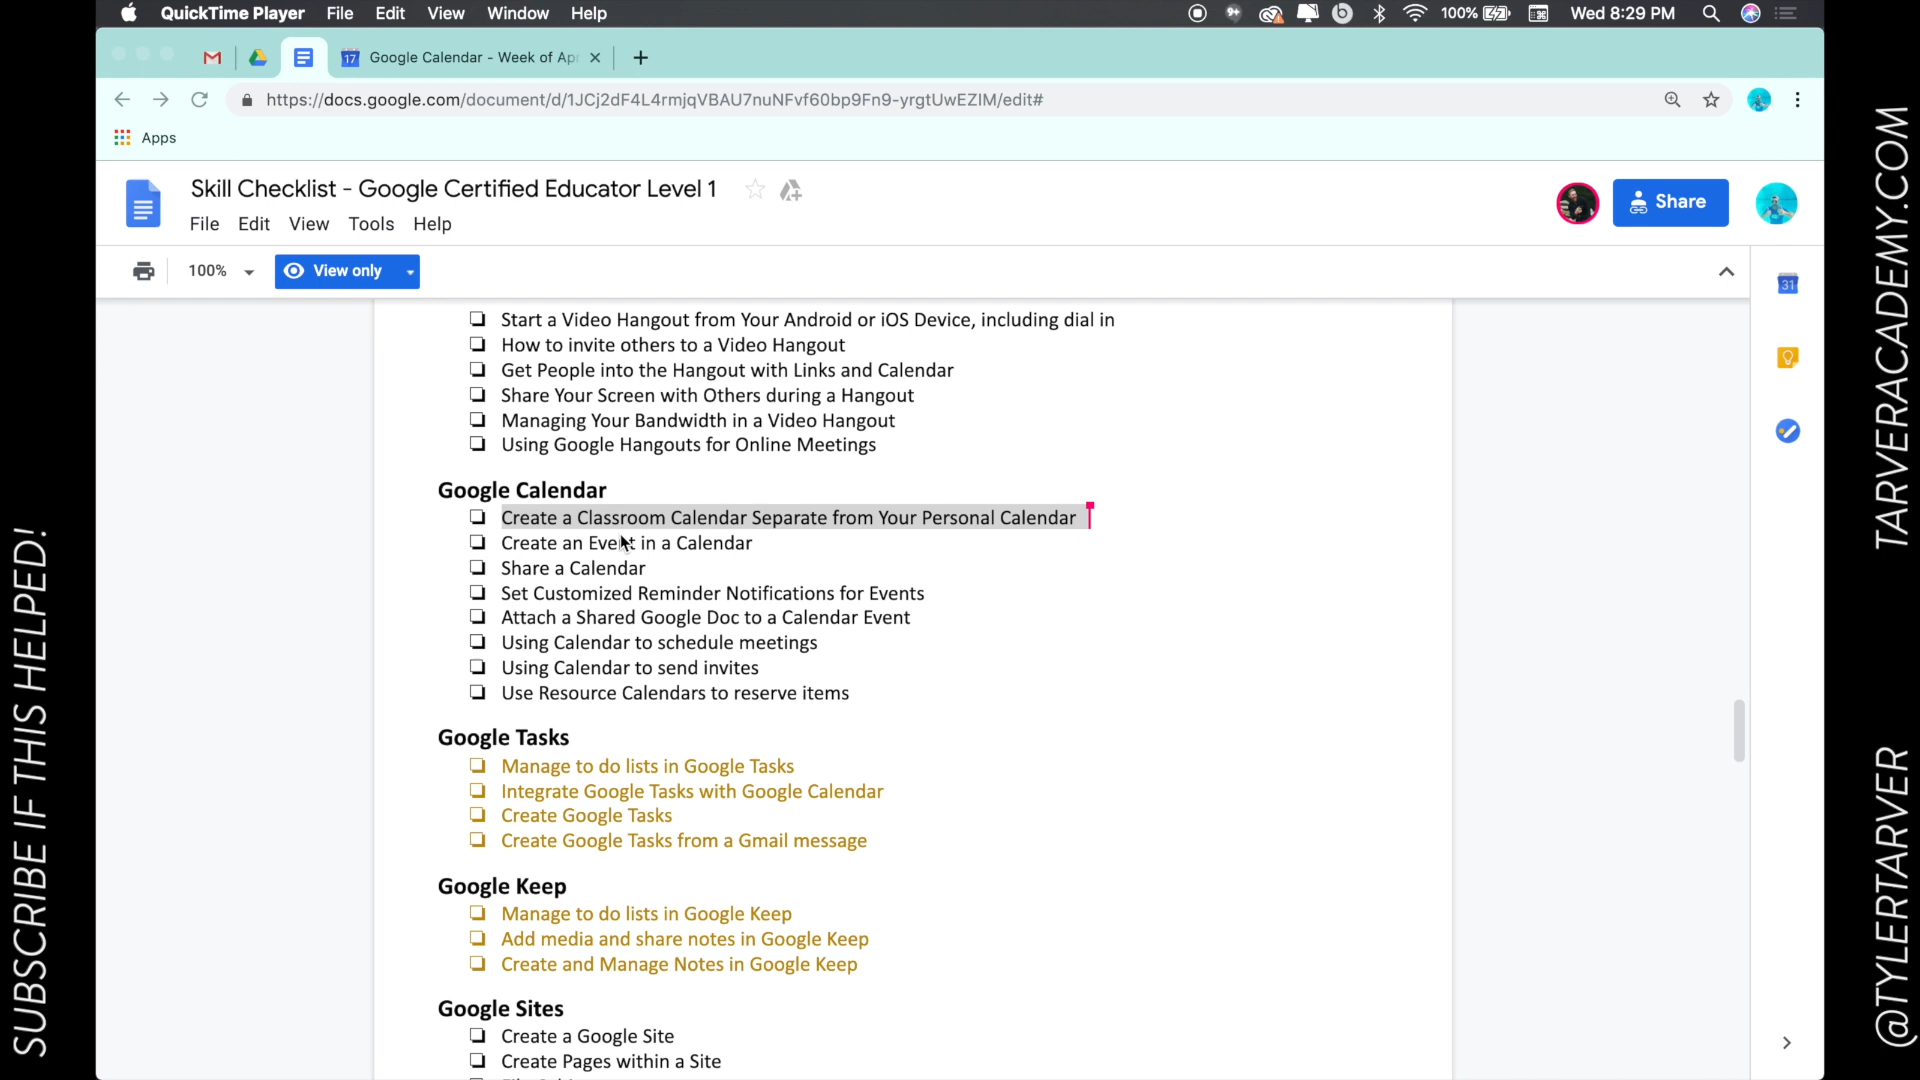 QuickTime Player File Edit View Window Help 9+ 100% Wed 8:29 PM
17 Google Calendar - Week of Apr
https://docs.google.com/document/d/1JCj2dF4L4rmjqVBAU7nuNFvf60bp9Fn9-yrgtUwEZIM/edit#
Apps
Skill Checklist - Google Certified Educator Level 1
Share
File Edit View Tools Help
100% View only
31
Start a Video Hangout from Your Android or iOS Device, including dial in
How to invite others to a Video Hangout
Get People into the Hangout with Links and Calendar
Share Your Screen with Others during a Hangout
Managing Your Bandwidth in a Video Hangout
Using Google Hangouts for Online Meetings
Google Calendar
Create a Classroom Calendar Separate from Your Personal Calendar
Create an Event in a Calendar
Share a Calendar
Set Customized Reminder Notifications for Events
Attach a Shared Google Doc to a Calendar Event
Using Calendar to schedule meetings
Using Calendar to send invites
Use Resource Calendars to reserve items
Google Tasks
Manage to do lists in Google Tasks
Integrate Google Tasks with Google Calendar
Create Google Tasks
Create Google Tasks from a Gmail message
Google Keep
Manage to do lists in Google Keep
Add media and share notes in Google Keep
Create and Manage Notes in Google Keep
Google Sites
Create a Google Site
Create Pages within a Site
SUBSCRIBE IF THIS HELPED!
TARVERACADEMY.COM
@TYLERTARVER